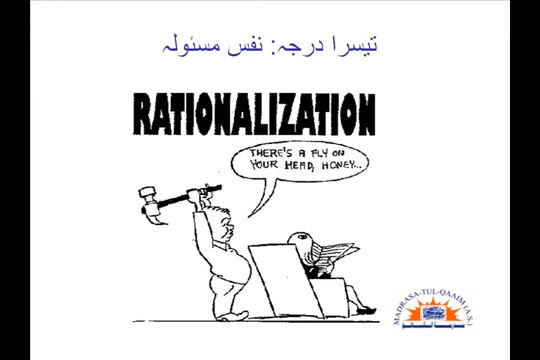 تیسرا درجہ: نفس مسئولہ
RATIONALIZATION
THERE'S A FLY ON
YOUR HEAD, HONEY...
MADRASA-TUL-QAAIM (A.S.)